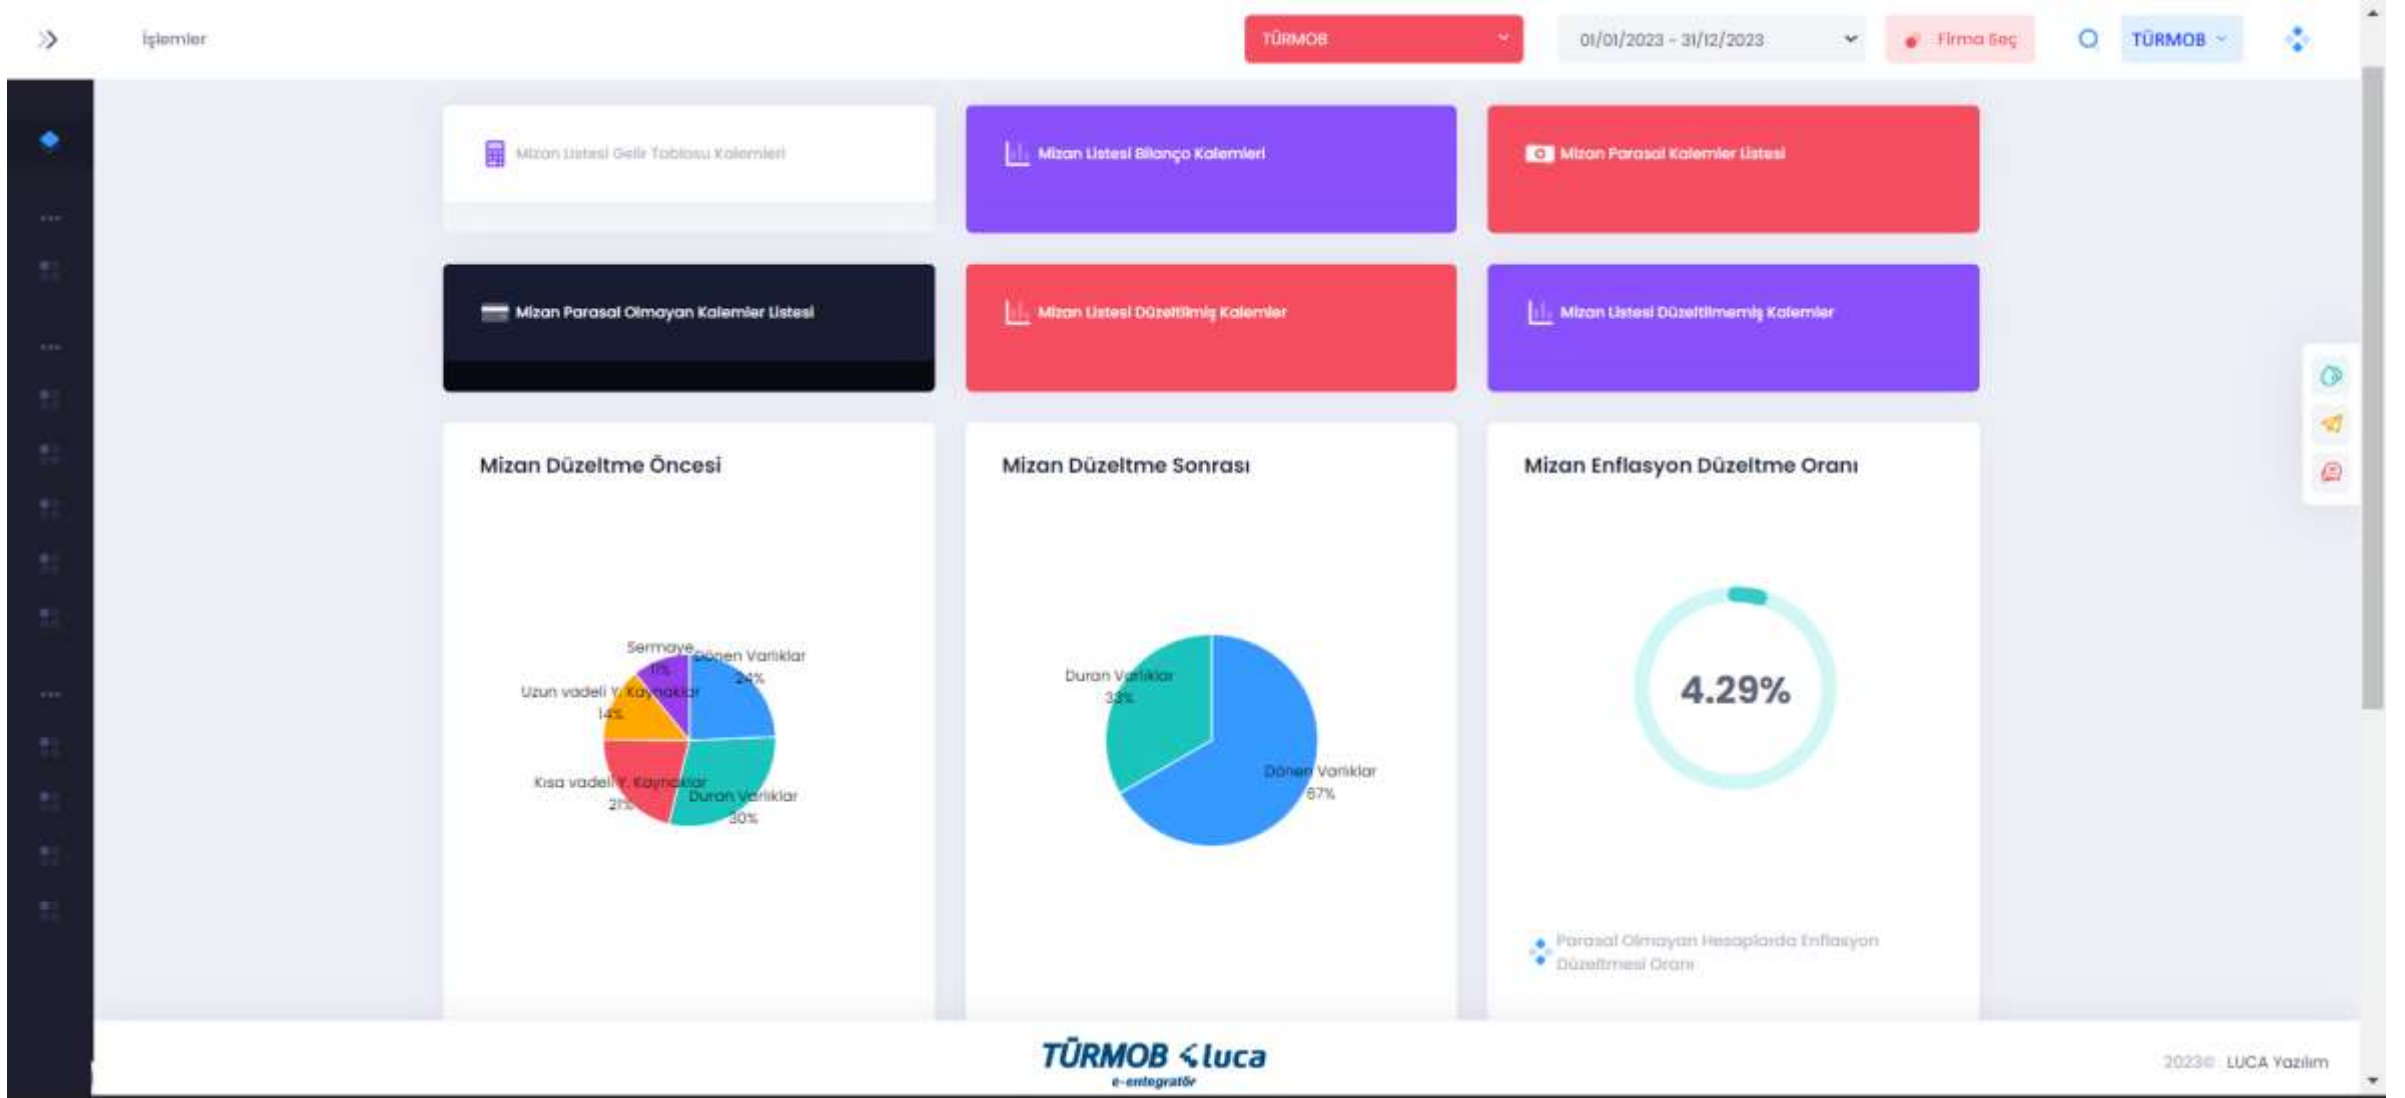 İşlemler
TÜRMOB
01/01/2023 - 31/12/2023
Firma Seç
TÜRMOB
Mizan Listesi Gelir Tablosu Kalemleri
Mizan Listesi Bilanço Kalemleri
Mizan Parasal Kalemler Listesi
Mizan Parasal Olmayan Kalemler Listesi
Mizan Listesi Düzeltilmiş Kalemler
Mizan Listesi Düzeltilmemiş Kalemler
Mizan Düzeltme Öncesi
Sermaye
11%
Dönen Varlıklar
24%
Uzun vadeli Y. Kaynaklar
14%
Kısa vadeli Y. Kaynaklar
21%
Duran Varlıklar
30%
Mizan Düzeltme Sonrası
Duran Varlıklar
33%
Dönen Varlıklar
67%
Mizan Enflasyon Düzeltme Oranı
4.29%
Parasal Olmayan Hesaplarda Enflasyon
Düzeltmesi Oranı
TÜRMOB luca
e-entegratör
2023© LUCA Yazılım